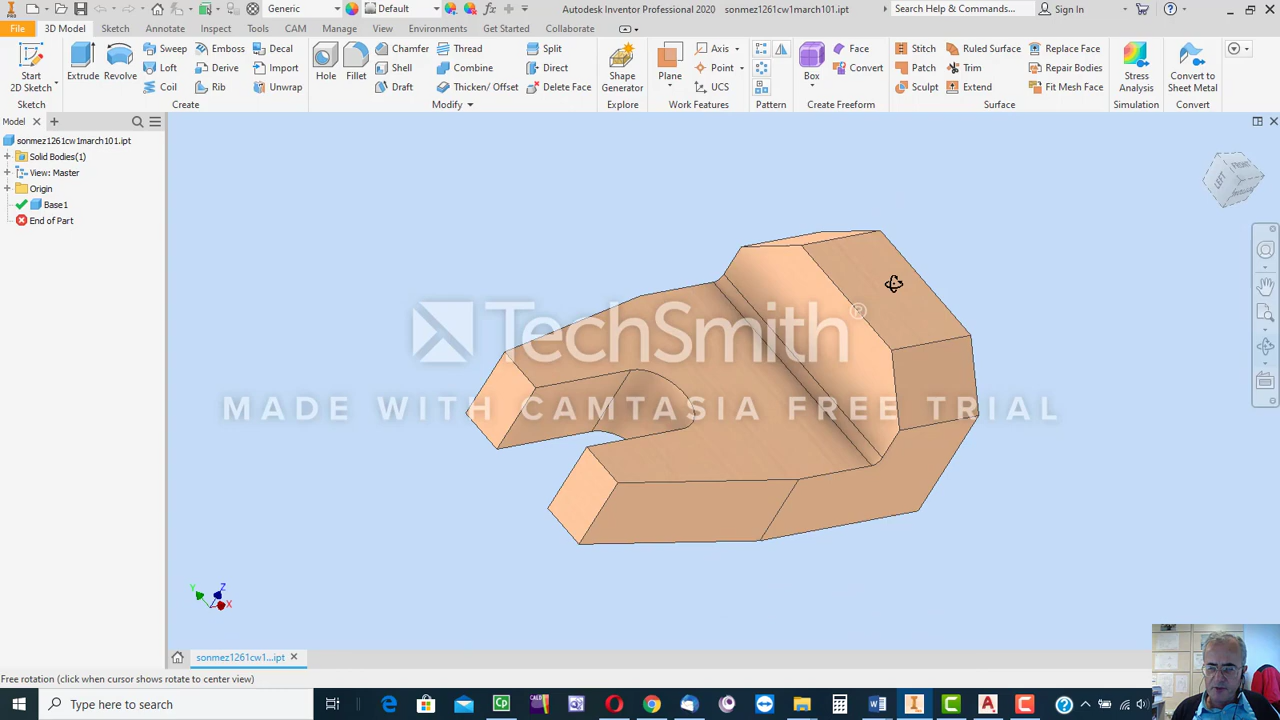 Generic
Default
Autodesk Inventor Professional 2020 sonmez1261cw1march101.ipt
Search Help & Commands...
Sign In
File
3D Model
Sketch
Annotate
Inspect
Tools
CAM
Manage
View
Environments
Get Started
Collaborate
Start
2D Sketch
Sketch
Extrude
Revolve
Sweep
Loft
Coil
Emboss
Derive
Rib
Decal
Import
Unwrap
Create
Hole
Fillet
Chamfer
Shell
Draft
Thread
Combine
Thicken/ Offset
Split
Direct
Delete Face
Modify
Shape
Generator
Explore
Plane
Axis
Point
UCS
Work Features
Pattern
Box
Face
Convert
Create Freeform
Stitch
Patch
Sculpt
Ruled Surface
Trim
Extend
Replace Face
Repair Bodies
Fit Mesh Face
Surface
Stress
Analysis
Simulation
Convert to
Sheet Metal
Convert
Model
sonmez1261cw1march101.ipt
Solid Bodies(1)
View: Master
Origin
Base1
End of Part
TechSmith®
MADE WITH CAMTASIA FREE TRIAL
Y
Z
X
sonmez1261cw1...ipt
Free rotation (click when cursor shows rotate to center view)
Type here to search